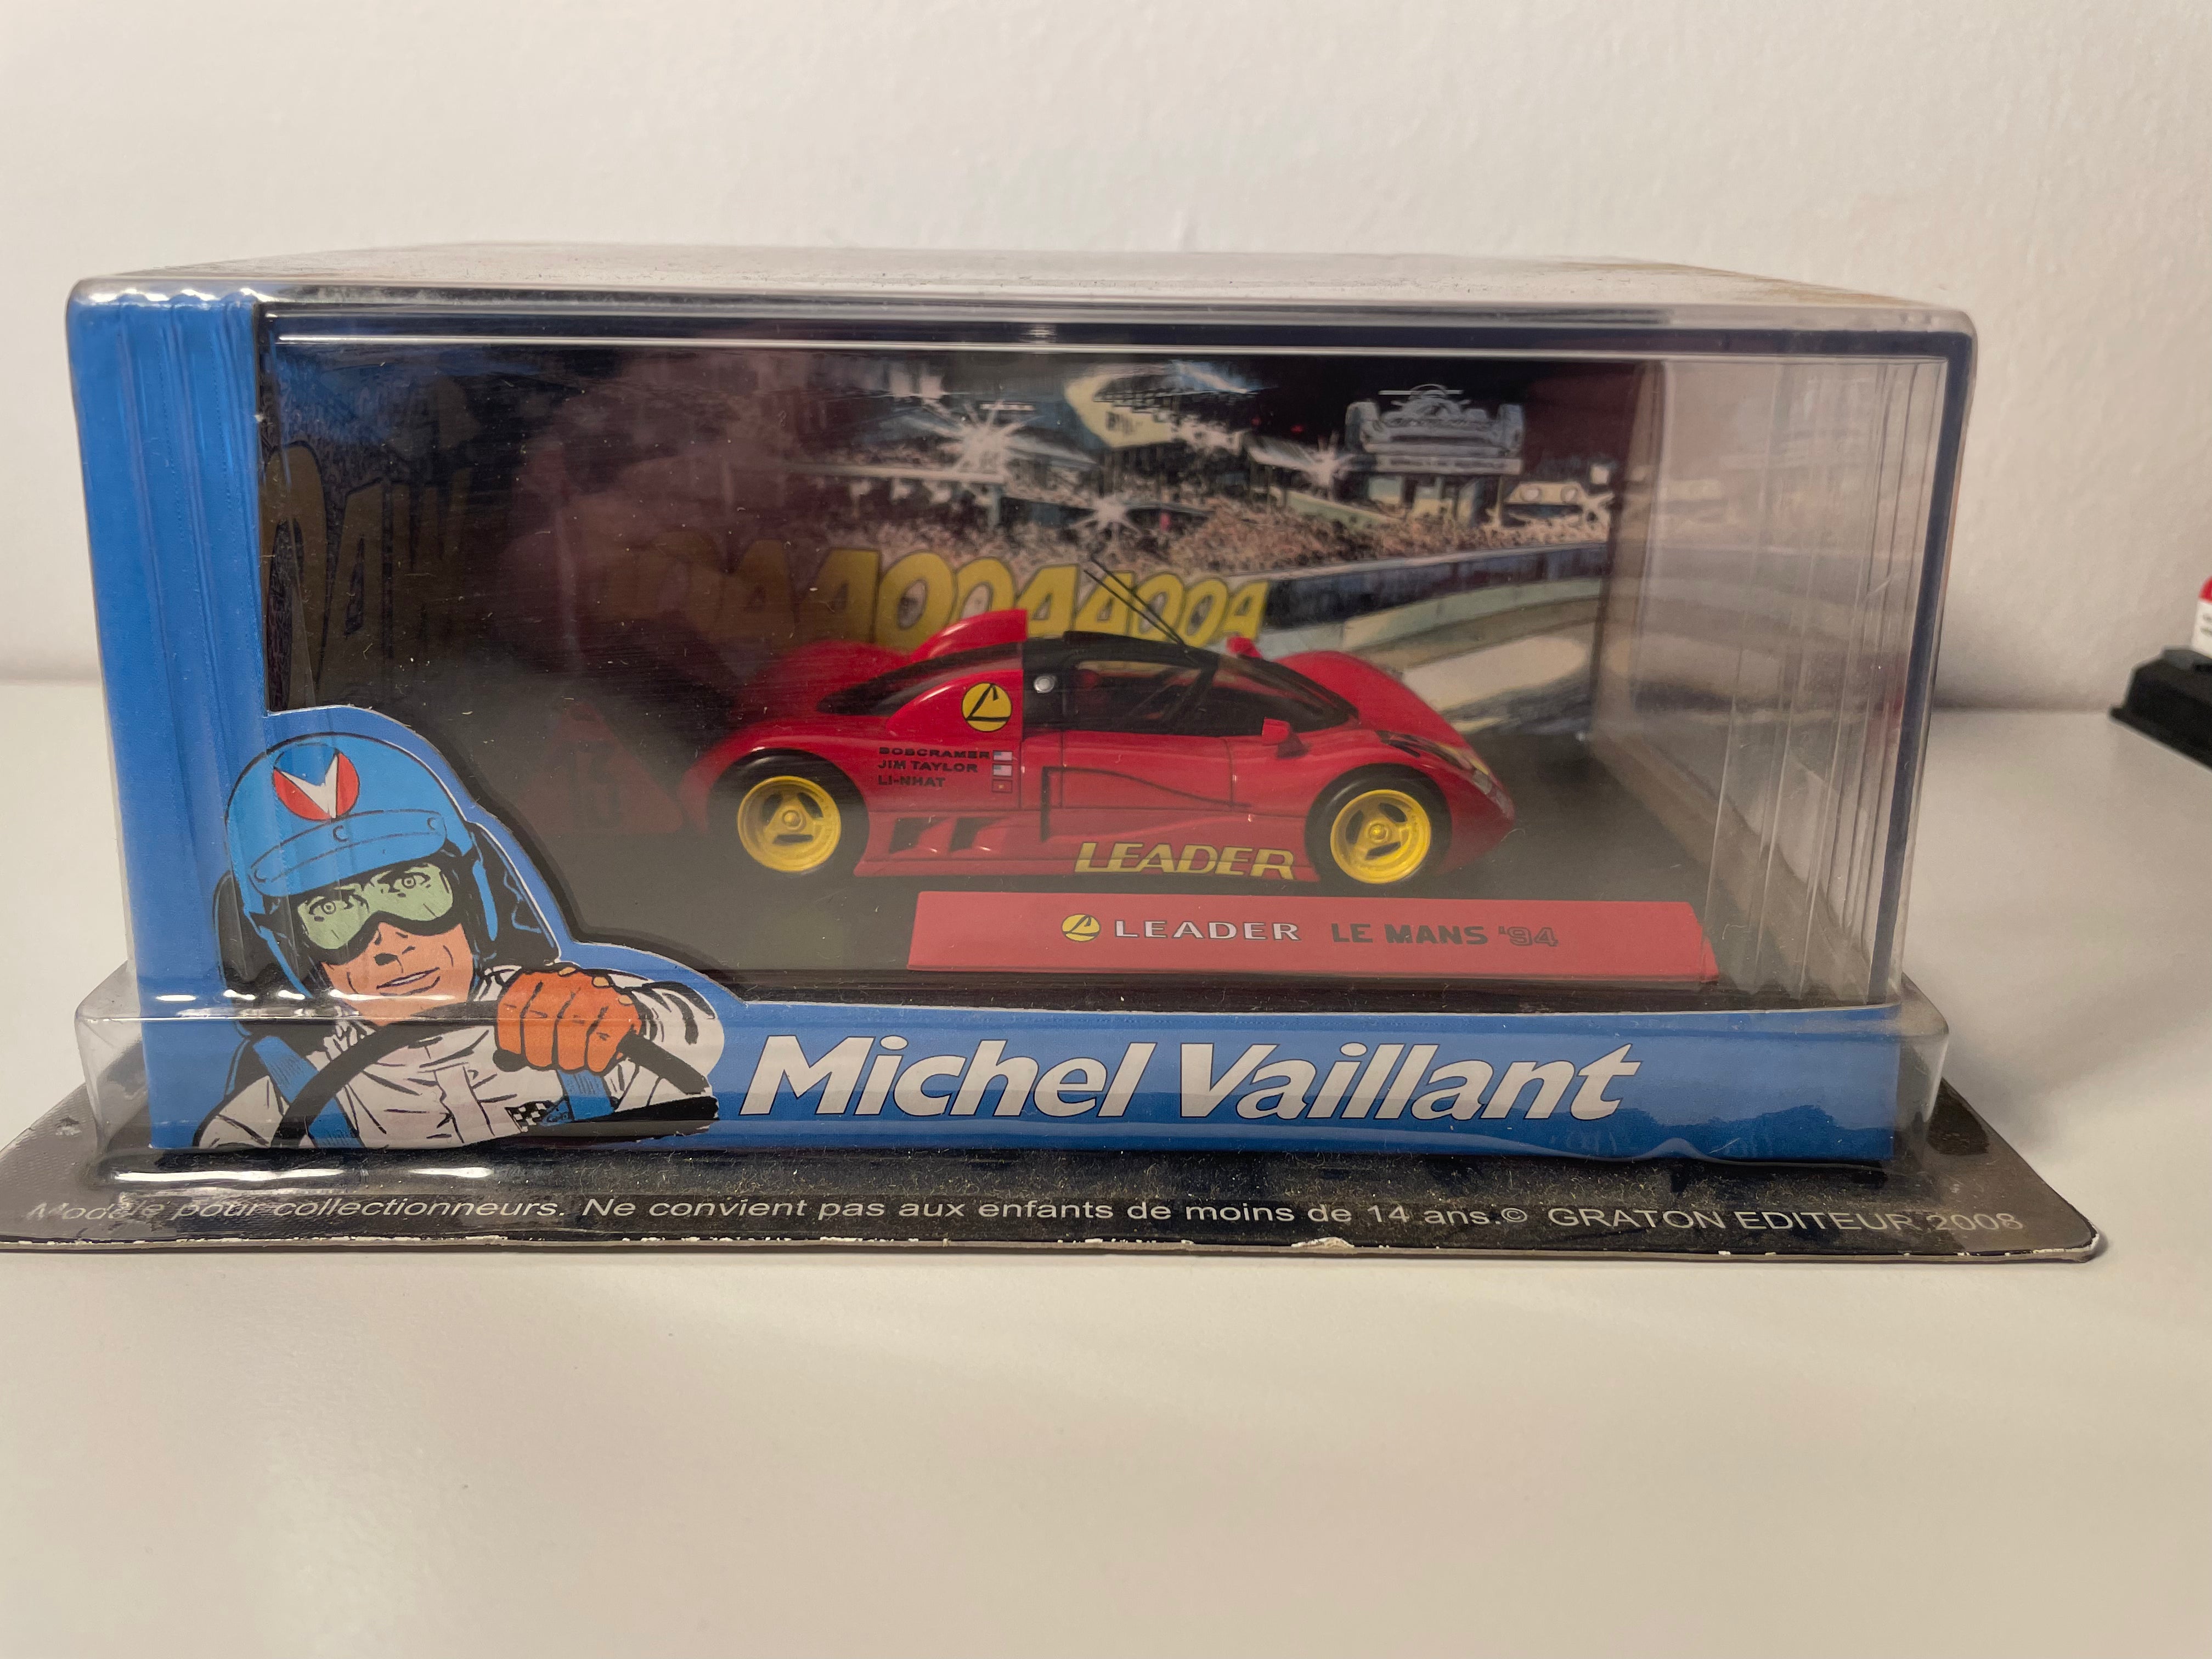 BOBCRAMER
JIM TAYLOR
LI-NHAT
LEADER
LEADER LE MANS '94
Michel Vaillant
Modèle pour collectionneurs. Ne convient pas aux enfants de moins de 14 ans.© GRATON EDITEUR 2008